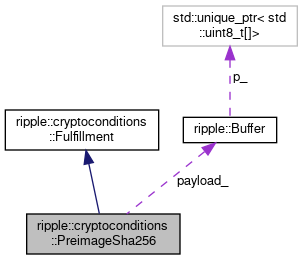 std::unique_ptr< std
::uint8_t[]>
p_
ripple::cryptoconditions
::Fulfillment
ripple::Buffer
payload_
ripple::cryptoconditions
::PreimageSha256